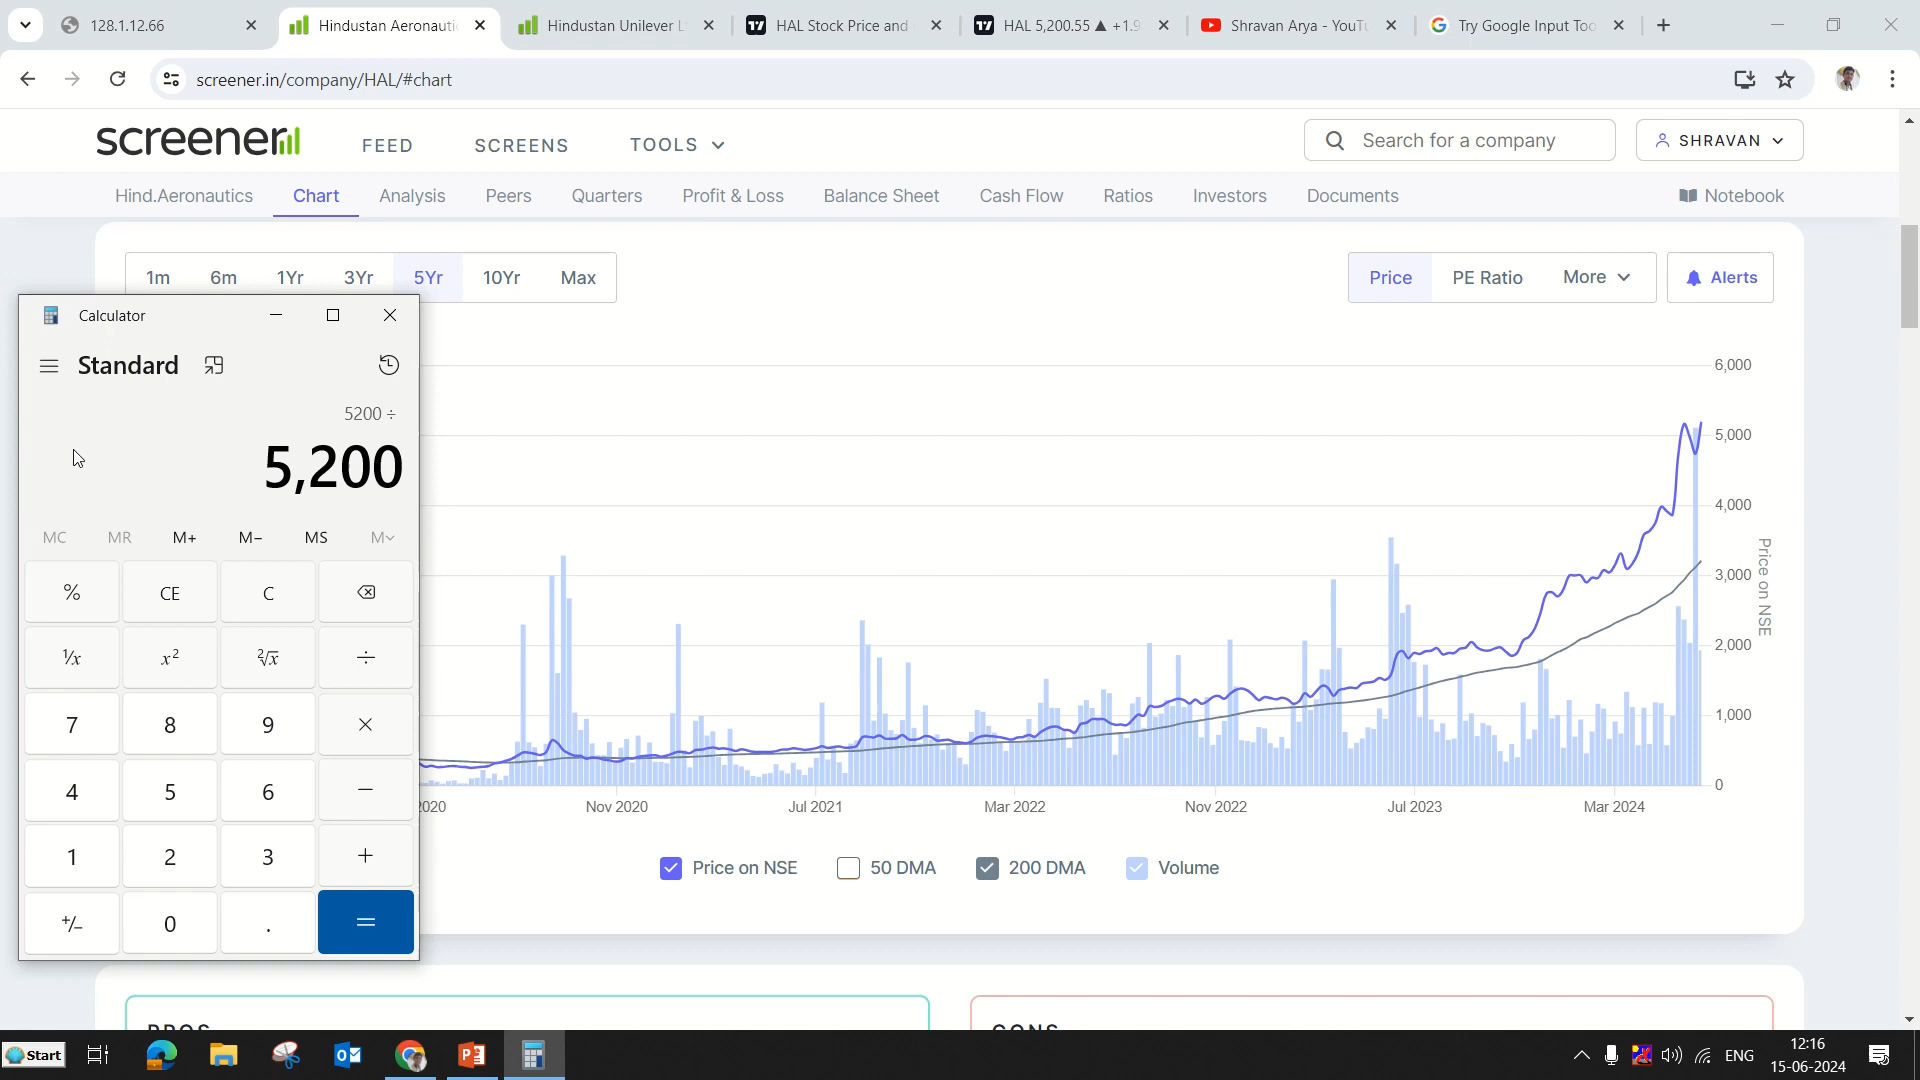 128.1.12.66
Hindustan Aeronautic
Hindustan Unilever L
HAL Stock Price and
HAL 5,200.55 ▲ +1.9
Shravan Arya - YouTu
Try Google Input Too
screener.in/company/HAL/#chart
screener
FEED
SCREENS
TOOLS
Search for a company
SHRAVAN
Hind.Aeronautics
Chart
Analysis
Peers
Quarters
Profit & Loss
Balance Sheet
Cash Flow
Ratios
Investors
Documents
Notebook
1m
6m
1Yr
3Yr
5Yr
10Yr
Max
Price
PE Ratio
More
Alerts
Calculator
Standard
5200 ÷
5,200
MC
MR
M+
M−
MS
M
%
CE
C
⅟x
x²
²√x
÷
7
8
9
×
4
5
6
−
1
2
3
+
+/−
0
.
=
6,000
5,000
4,000
3,000
2,000
1,000
0
Price on NSE
2020
Nov 2020
Jul 2021
Mar 2022
Nov 2022
Jul 2023
Mar 2024
Price on NSE
50 DMA
200 DMA
Volume
PROS
CONS
Start
ENG
12:16
15-06-2024